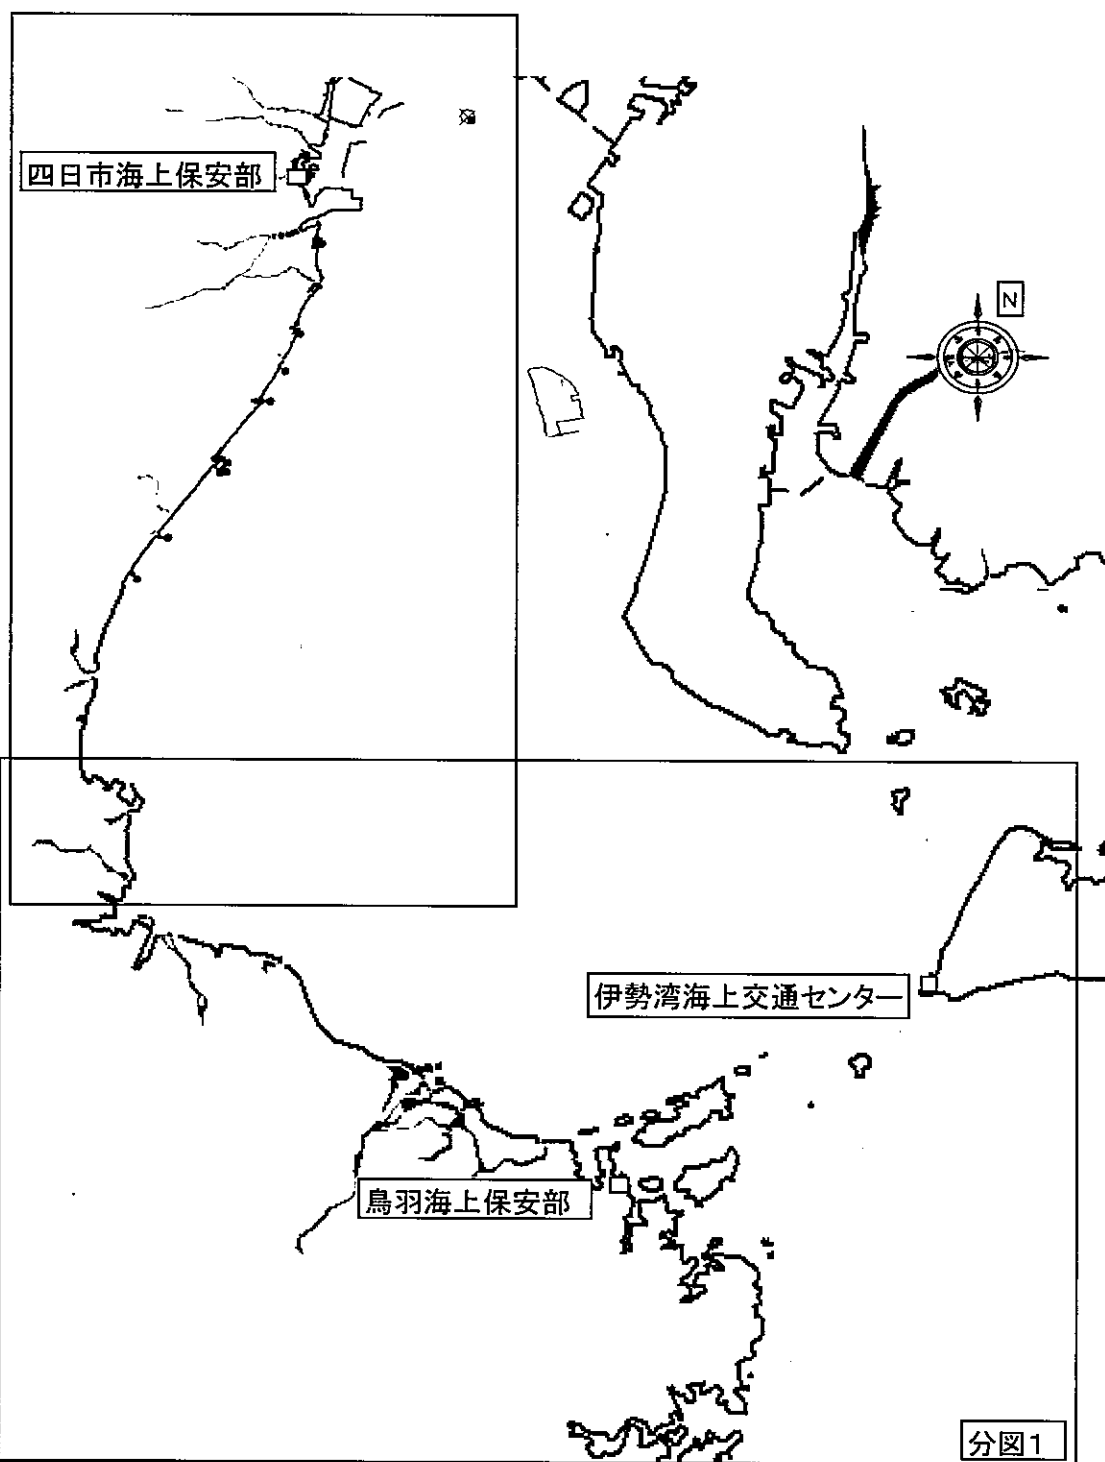 四日市海上保安部
N
伊勢湾海上交通センター
鳥羽海上保安部
分図1